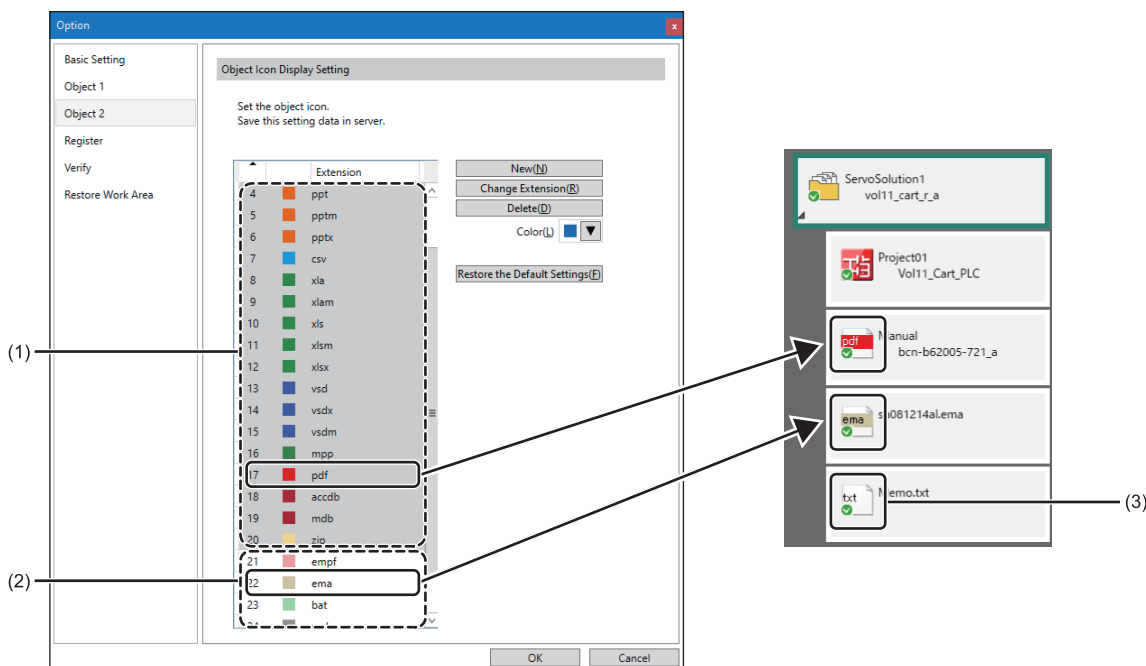 Option
x
Basic Setting
Object 1
Object 2
Register
Verify
Restore Work Area
Object Icon Display Setting
Set the object icon.
Save this setting data in server.
Extension
4 ppt
5 pptm
6 pptx
7 csv
8 xla
9 xlam
10 xls
11 xlsm
12 xlsx
13 vsd
14 vsdx
15 vsdm
16 mpp
17 pdf
18 accdb
19 mdb
20 zip
21 empf
22 ema
23 bat
New(N)
Change Extension(R)
Delete(D)
Color(L)
Restore the Default Settings(F)
OK
Cancel
(1)
(2)
ServoSolution1
vol11_cart_r_a
Project01
Vol11_Cart_PLC
pdf
Manual
bcn-b62005-721_a
ema
sh081214al.ema
txt
Memo.txt
(3)